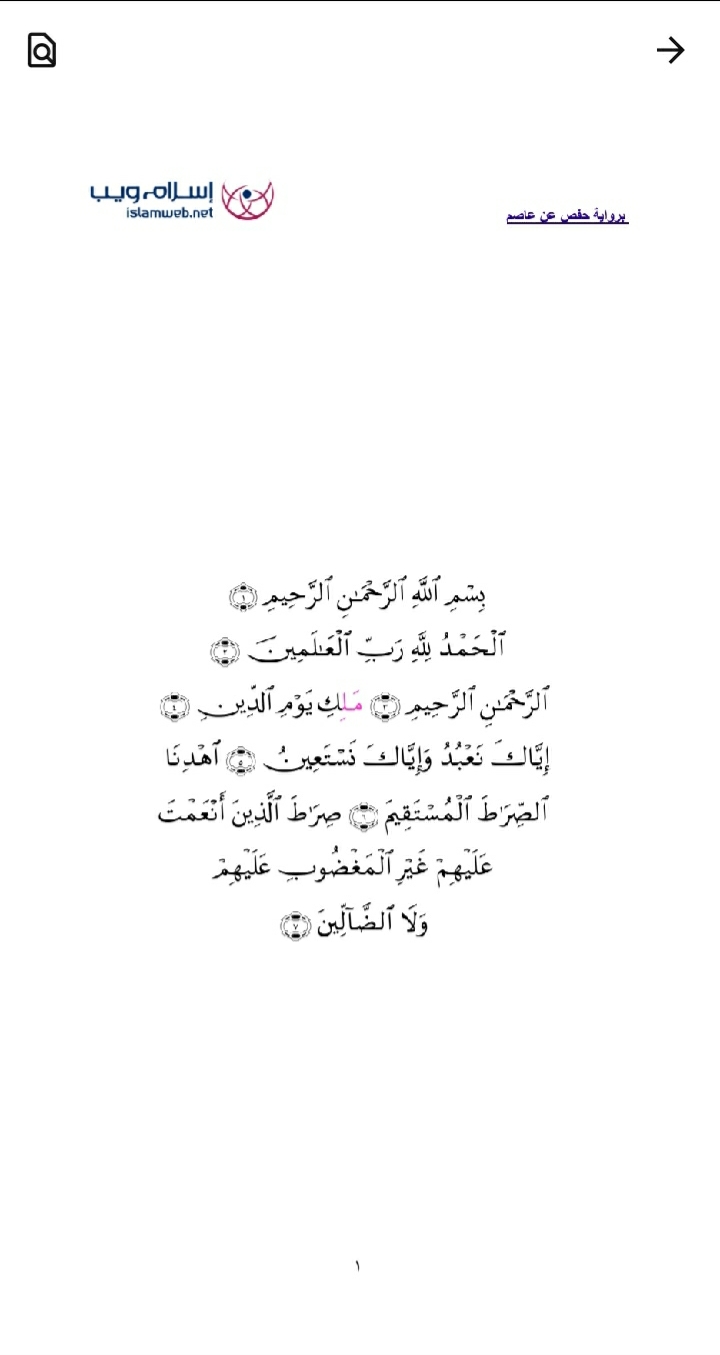 إسلام ويب
islamweb.net
برواية حفص عن عاصم
بِسْمِ ٱللَّهِ ٱلرَّحْمَٰنِ ٱلرَّحِيمِ ١
ٱلْحَمْدُ لِلَّهِ رَبِّ ٱلْعَٰلَمِينَ ٢
ٱلرَّحْمَٰنِ ٱلرَّحِيمِ ٣ مَلِكِ يَوْمِ ٱلدِّينِ ٤
إِيَّاكَ نَعْبُدُ وَإِيَّاكَ نَسْتَعِينُ ٥ ٱهْدِنَا
ٱلصِّرَٰطَ ٱلْمُسْتَقِيمَ ٦ صِرَٰطَ ٱلَّذِينَ أَنْعَمْتَ
عَلَيْهِمْ غَيْرِ ٱلْمَغْضُوبِ عَلَيْهِمْ
وَلَا ٱلضَّآلِّينَ ٧
١